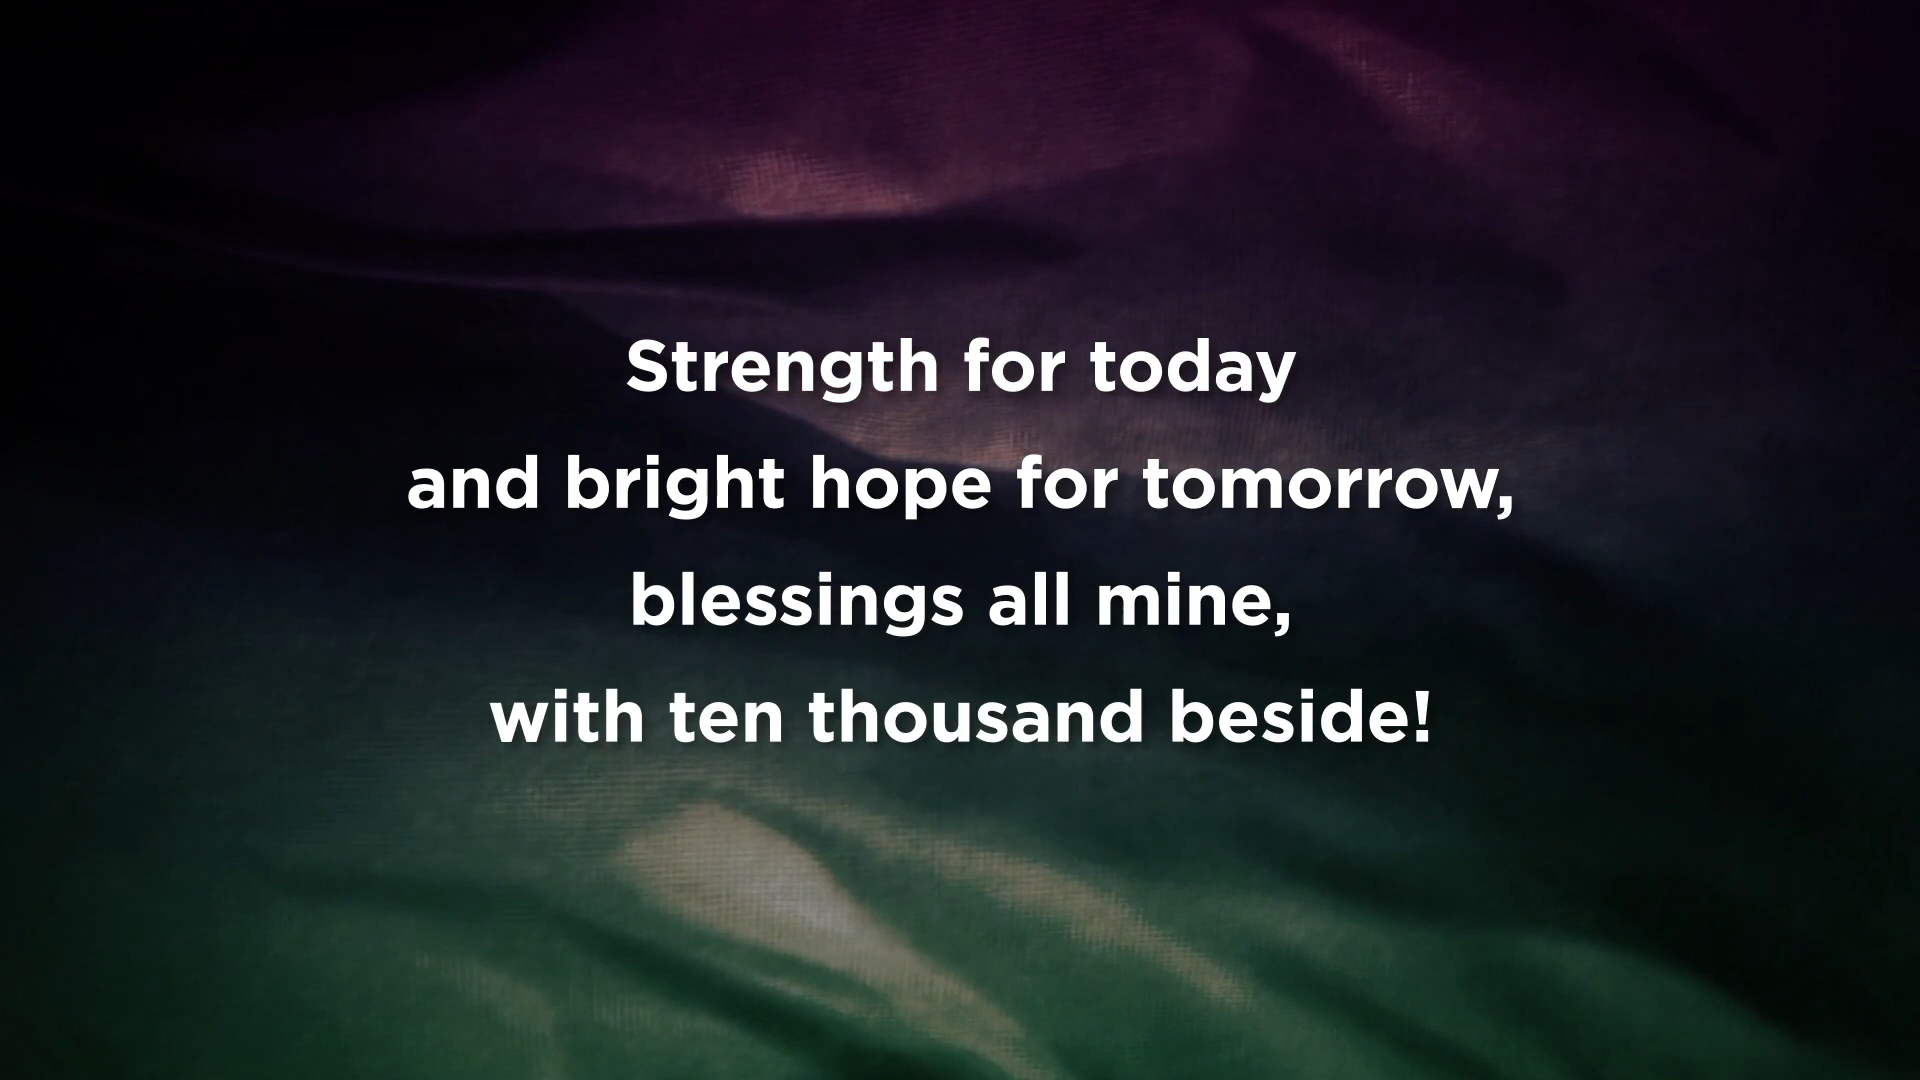 Strength for today
and bright hope for tomorrow,
blessings all mine,
with ten thousand beside!